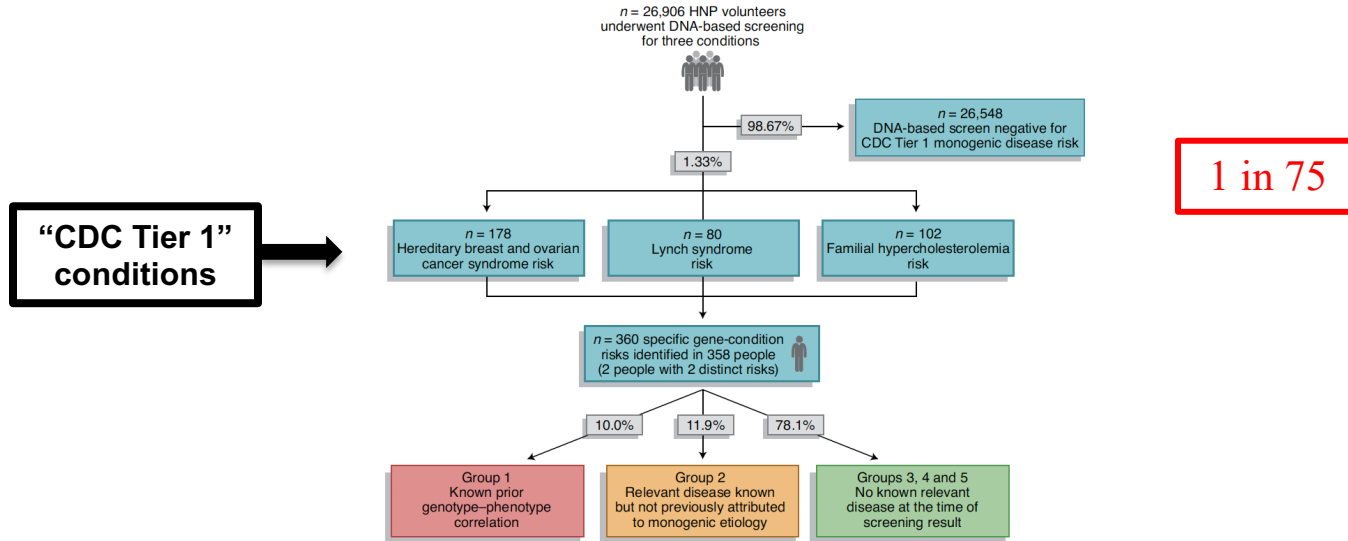 n = 26,906 HNP volunteers
underwent DNA-based screening
for three conditions
98.67%
n = 26,548
DNA-based screen negative for
CDC Tier 1 monogenic disease risk
1 in 75
1.33%
“CDC Tier 1”
conditions
n = 178
Hereditary breast and ovarian
cancer syndrome risk
n = 80
Lynch syndrome
risk
n = 102
Familial hypercholesterolemia
risk
n = 360 specific gene-condition
risks identified in 358 people
(2 people with 2 distinct risks)
10.0%
11.9%
78.1%
Group 1
Known prior
genotype–phenotype
correlation
Group 2
Relevant disease known
but not previously attributed
to monogenic etiology
Groups 3, 4 and 5
No known relevant
disease at the time of
screening result